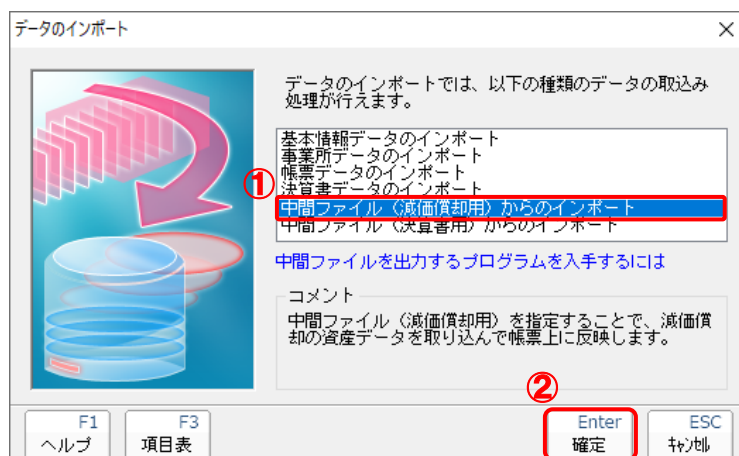 データのインポート
データのインポートでは、以下の種類のデータの取込み
処理が行えます。
基本情報データのインポート
事業所データのインポート
帳票データのインポート
①
決算書データのインポート
中間ファイル（減価償却用）からのインポート
中間ファイル（決算書用）からのインポート
中間ファイルを出力するプログラムを入手するには
コメント
中間ファイル（減価償却用）を指定することで、減価償
却の資産データを取り込んで帳票上に反映します。
②
F1
ヘルプ
F3
項目表
Enter
確定
ESC
ｷｬﾝｾﾙ